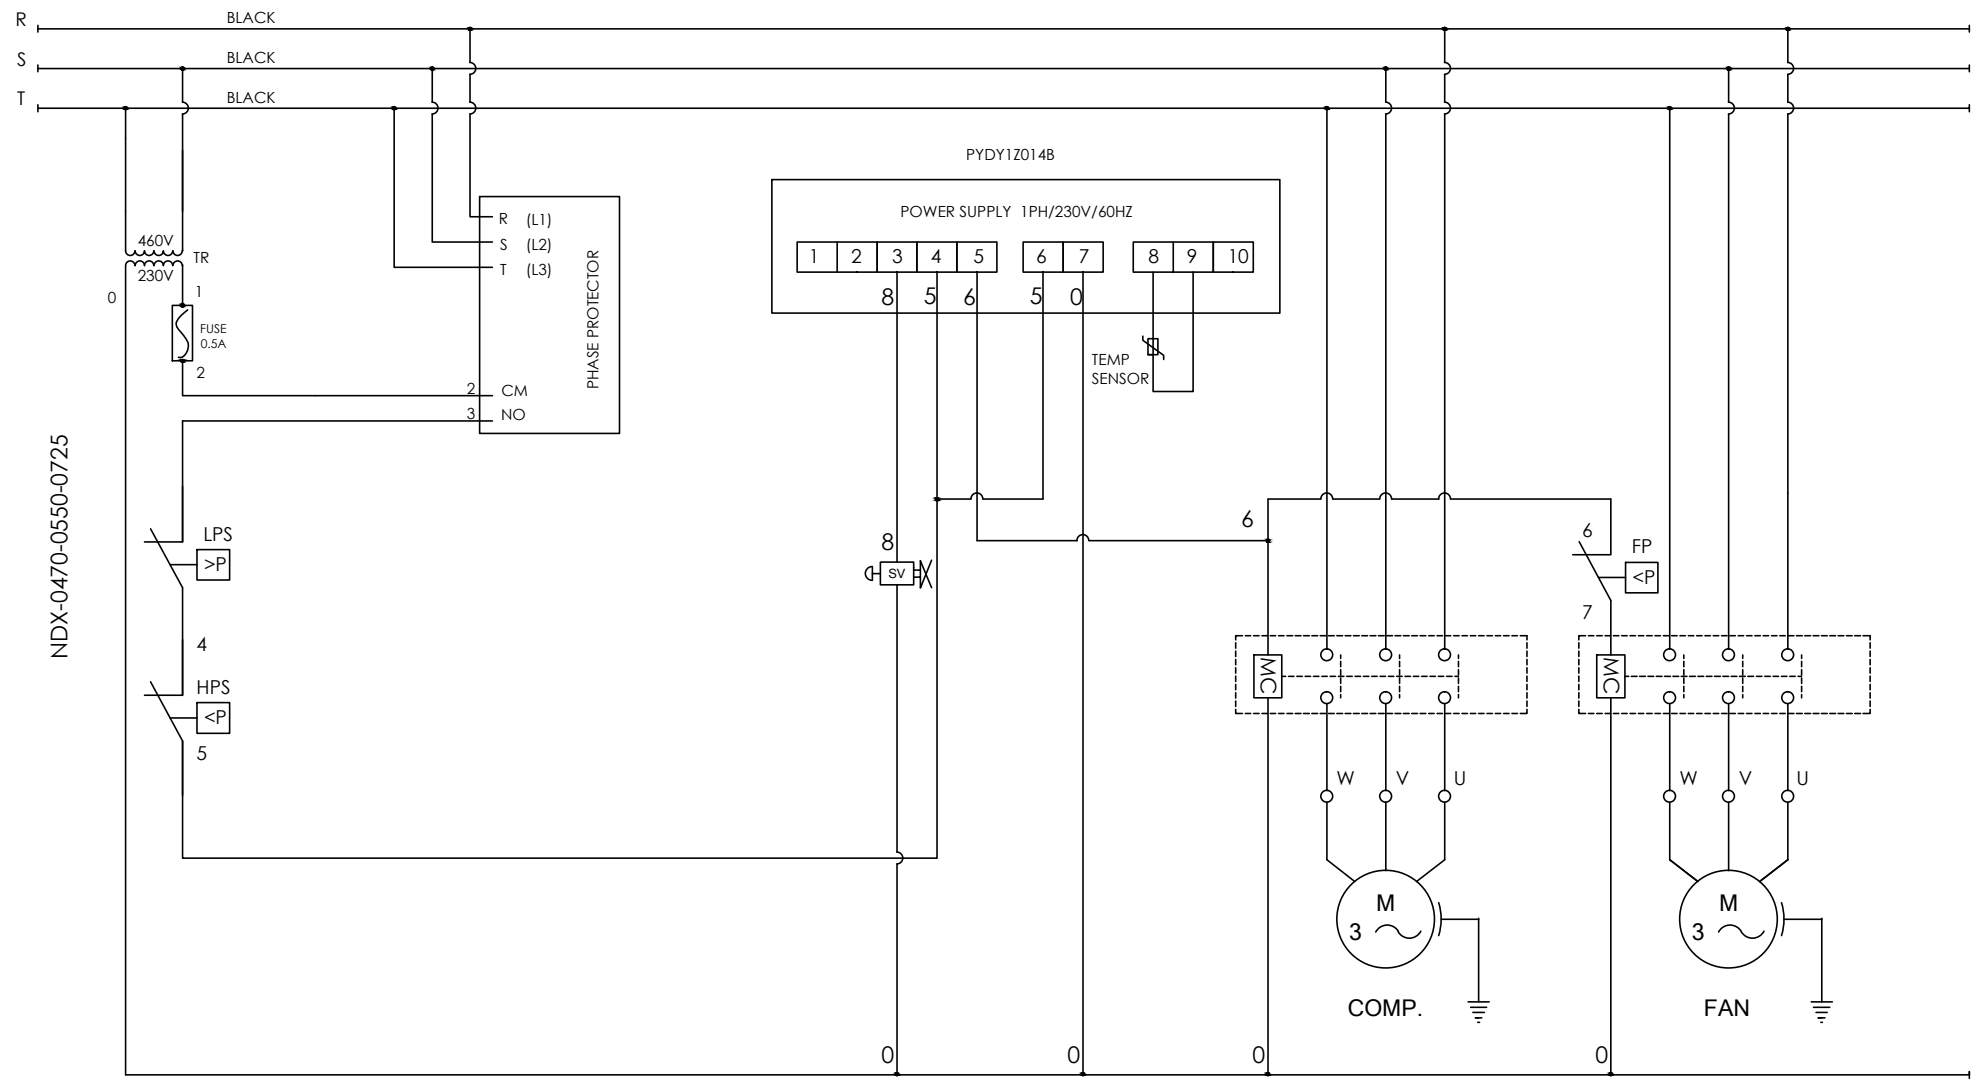 R
BLACK
S
BLACK
T
BLACK
PYDY1Z014B
POWER SUPPLY 1PH/230V/60HZ
1 2 3 4 5 6 7 8 9 10
8 5 6 5 0
460V
TR
230V
0
1
FUSE
0.5A
2
R (L1)
S (L2)
T (L3)
PHASE PROTECTOR
2 CM
3 NO
TEMP
SENSOR
NDX-0470-0550-0725
LPS
>P
4
HPS
<P
5
8
SV
6
6
FP
<P
7
MC
MC
W V U
W V U
M
3
M
3
COMP.
FAN
0
0
0
0